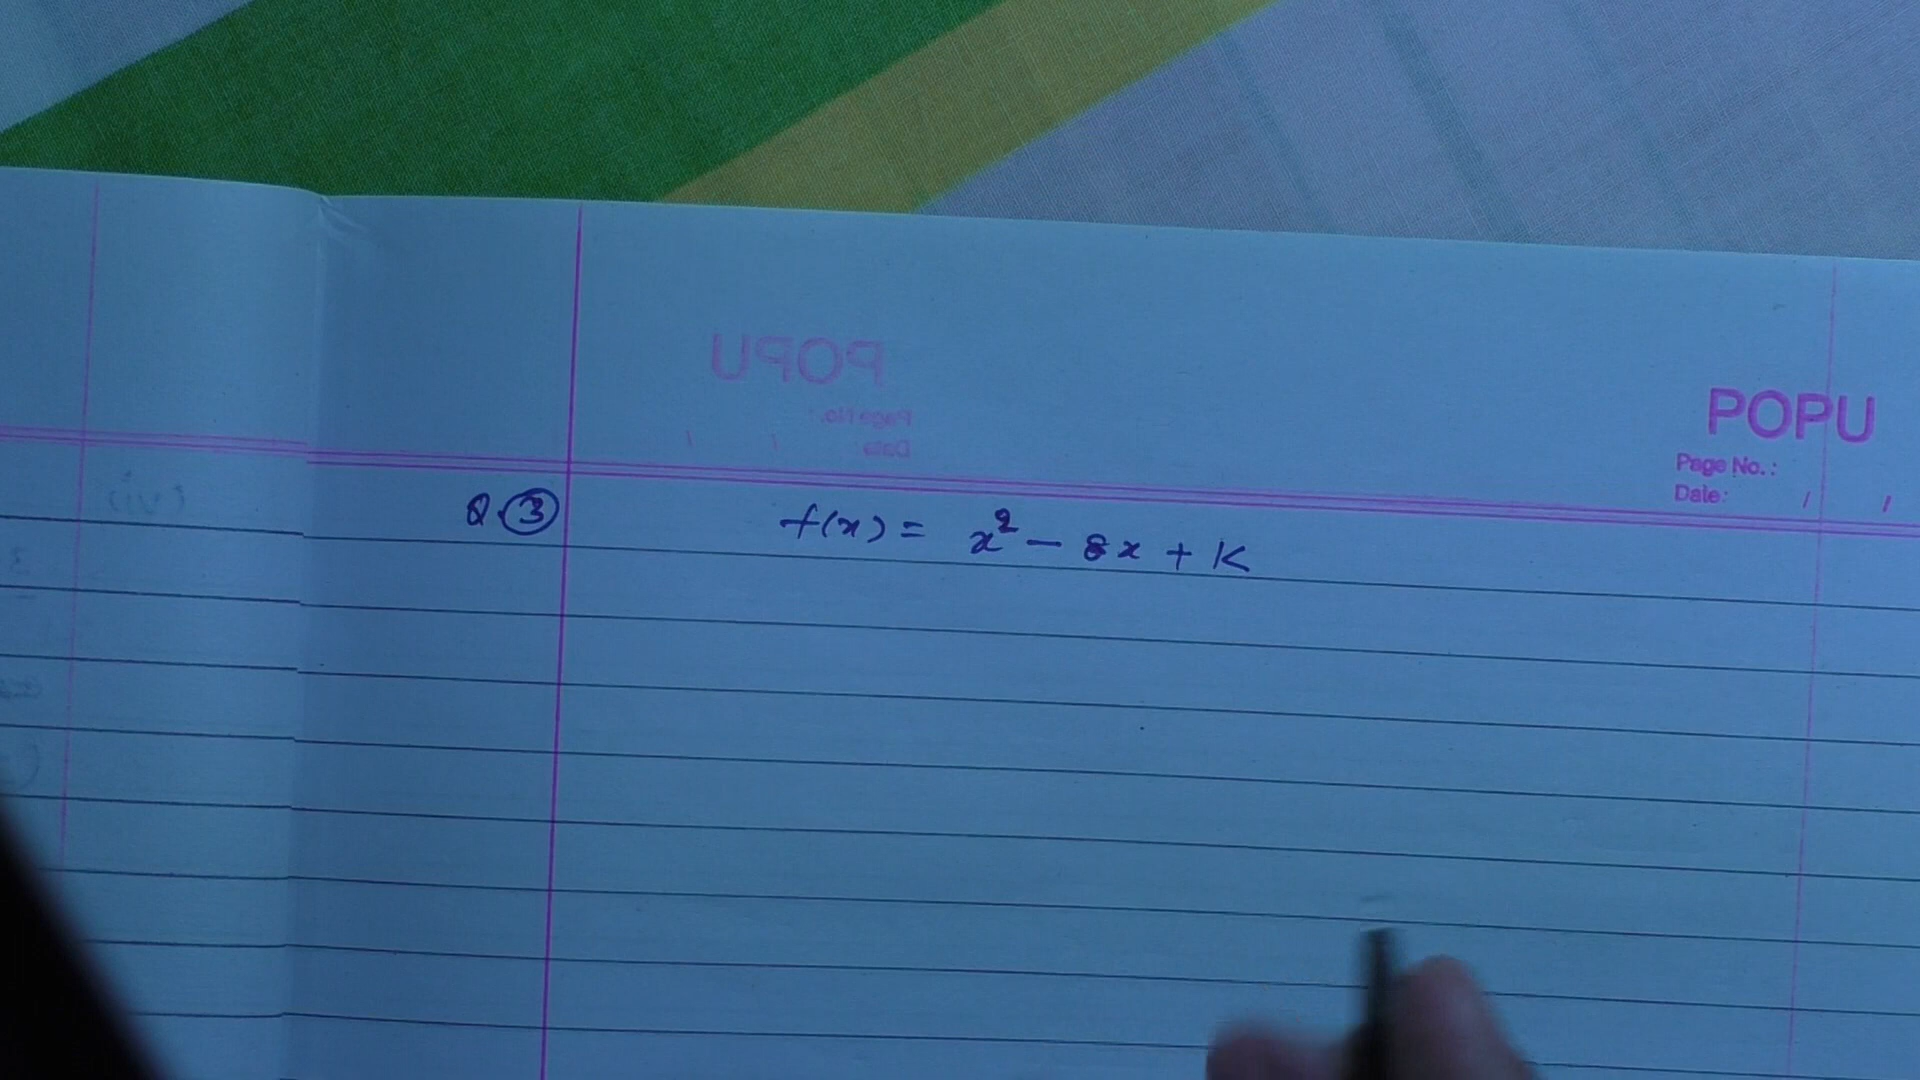 POPU
Page No.:
Date: / /
Q.③ f(x) = x² - 8x + K